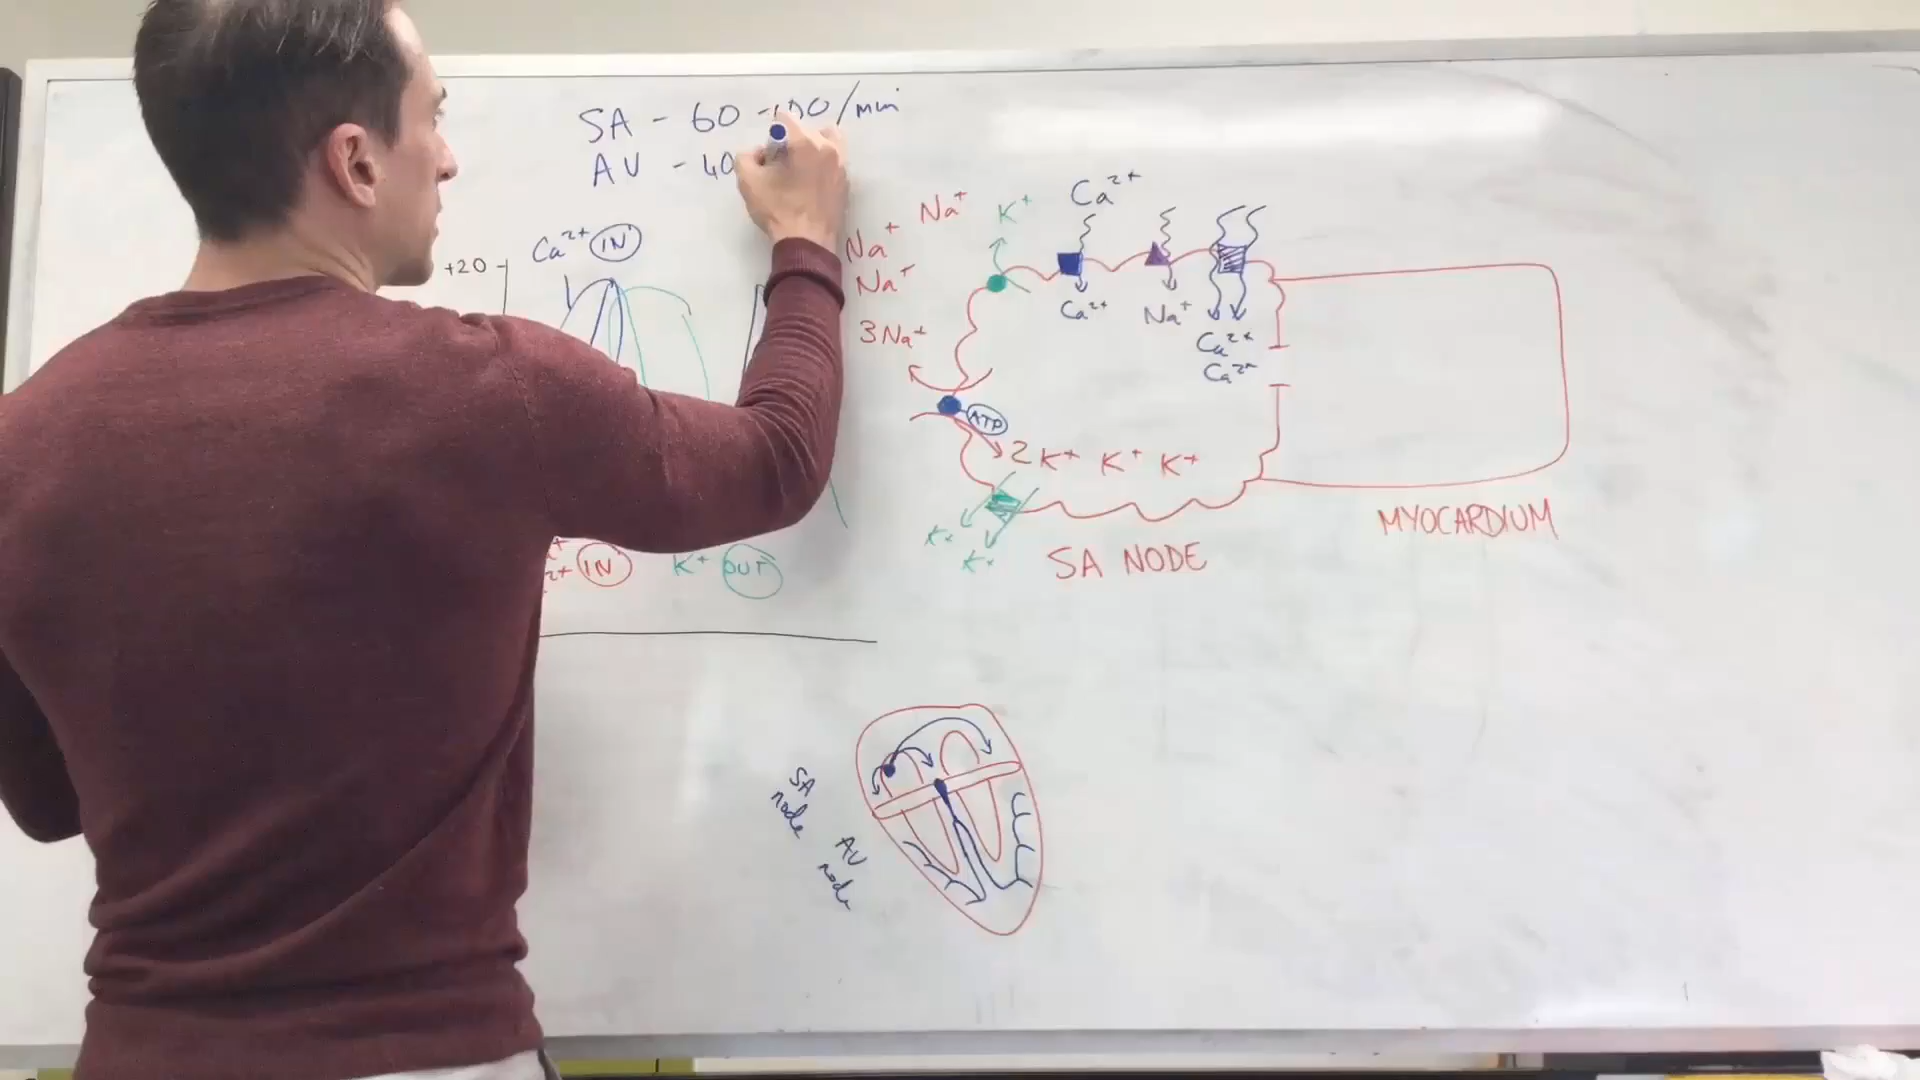 SA - 60 -100/min
AV - 40
Ca²⁺
Na⁺
K⁺
Na⁺
Na⁺
Ca²⁺ IN
+20
Ca²⁺
Na⁺
3Na⁺
Ca²⁺
Ca²⁺
ATP
2K⁺ K⁺ K⁺
MYOCARDIUM
K⁺
K⁺
SA NODE
IN
K⁺ OUT
SA
node
AV
node